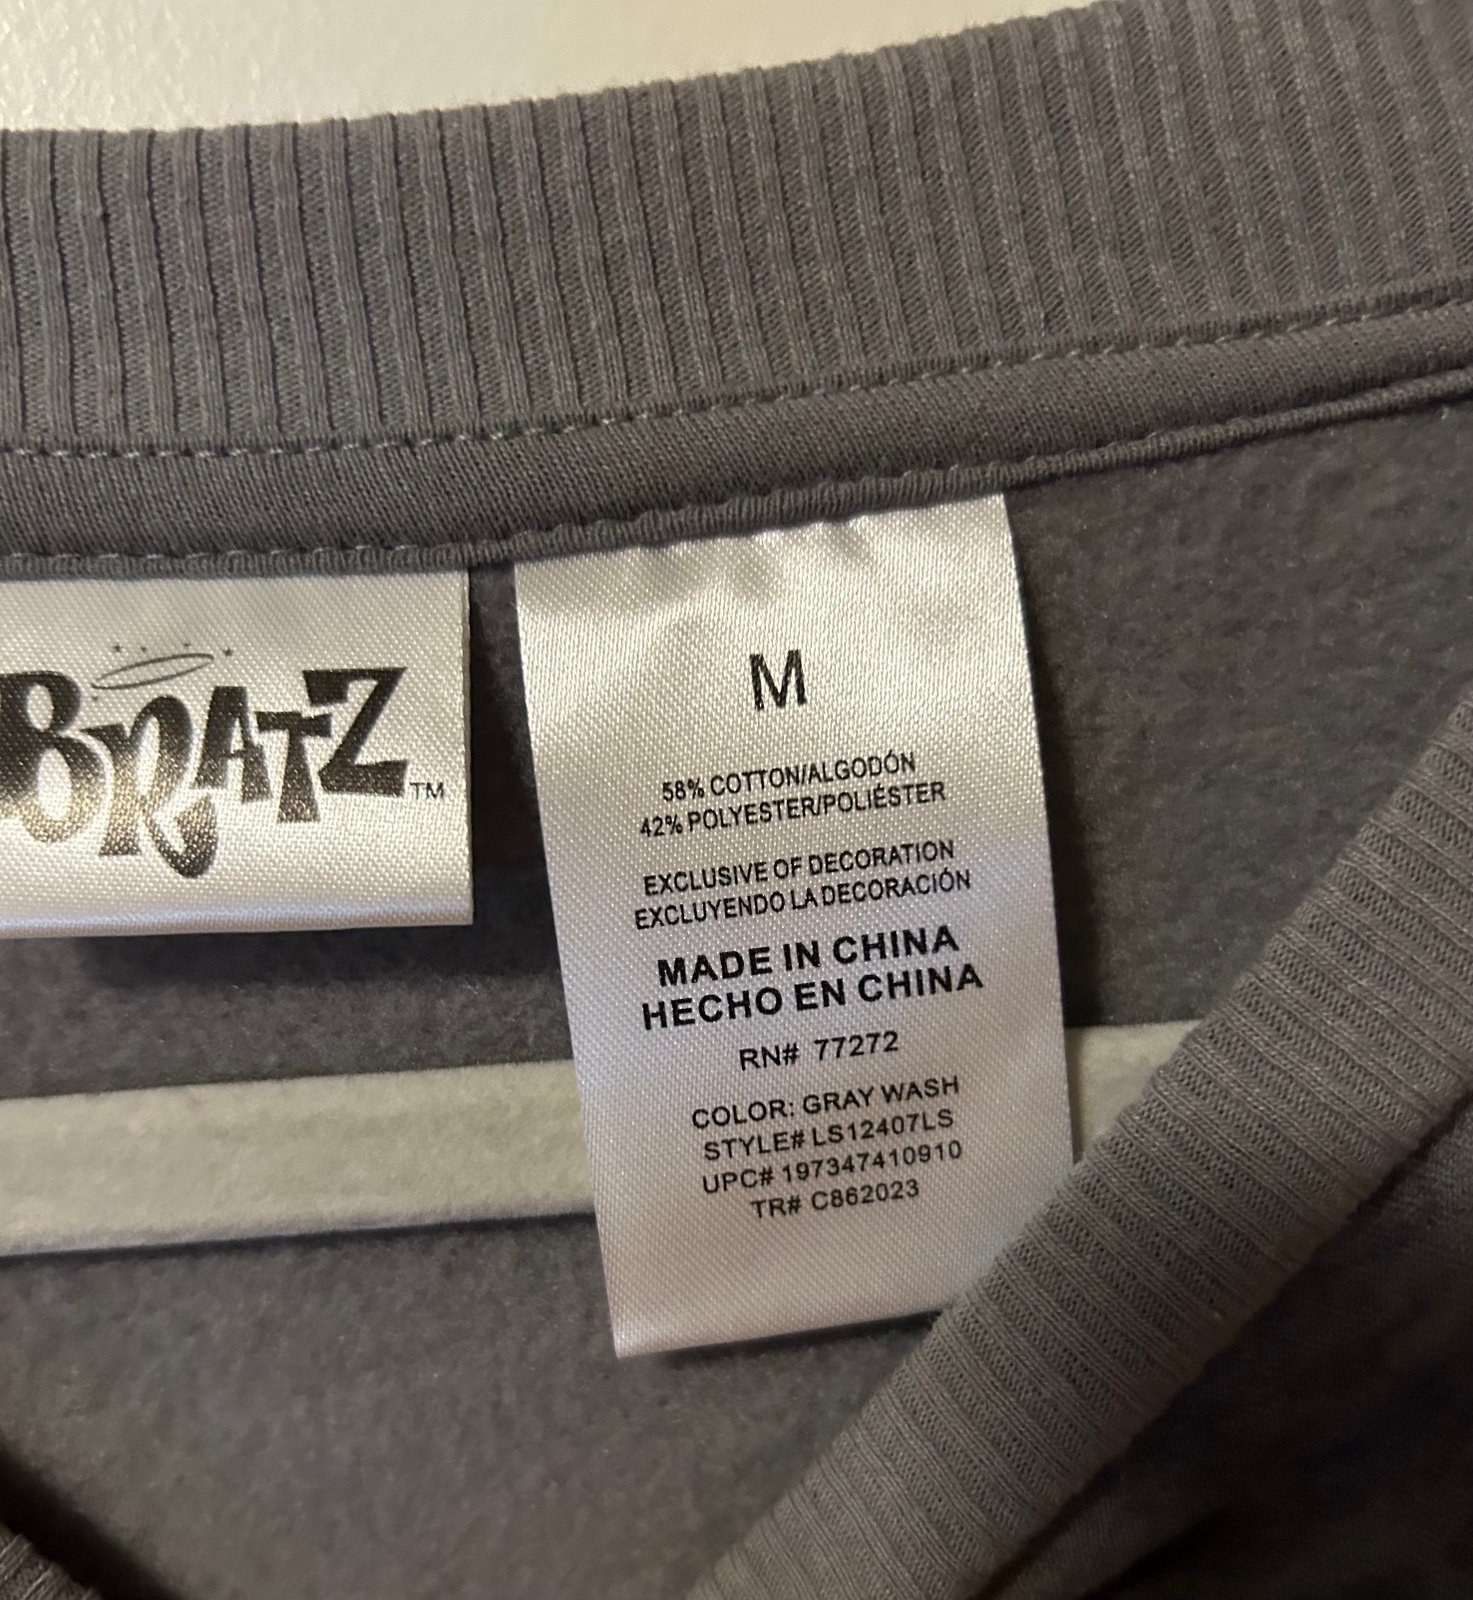 BRATZ™
M
58% COTTON/ALGODÓN
42% POLYESTER/POLIÉSTER
EXCLUSIVE OF DECORATION
EXCLUYENDO LA DECORACIÓN
MADE IN CHINA
HECHO EN CHINA
RN# 77272
COLOR: GRAY WASH
STYLE# LS12407LS
UPC# 197347410910
TR# C862023